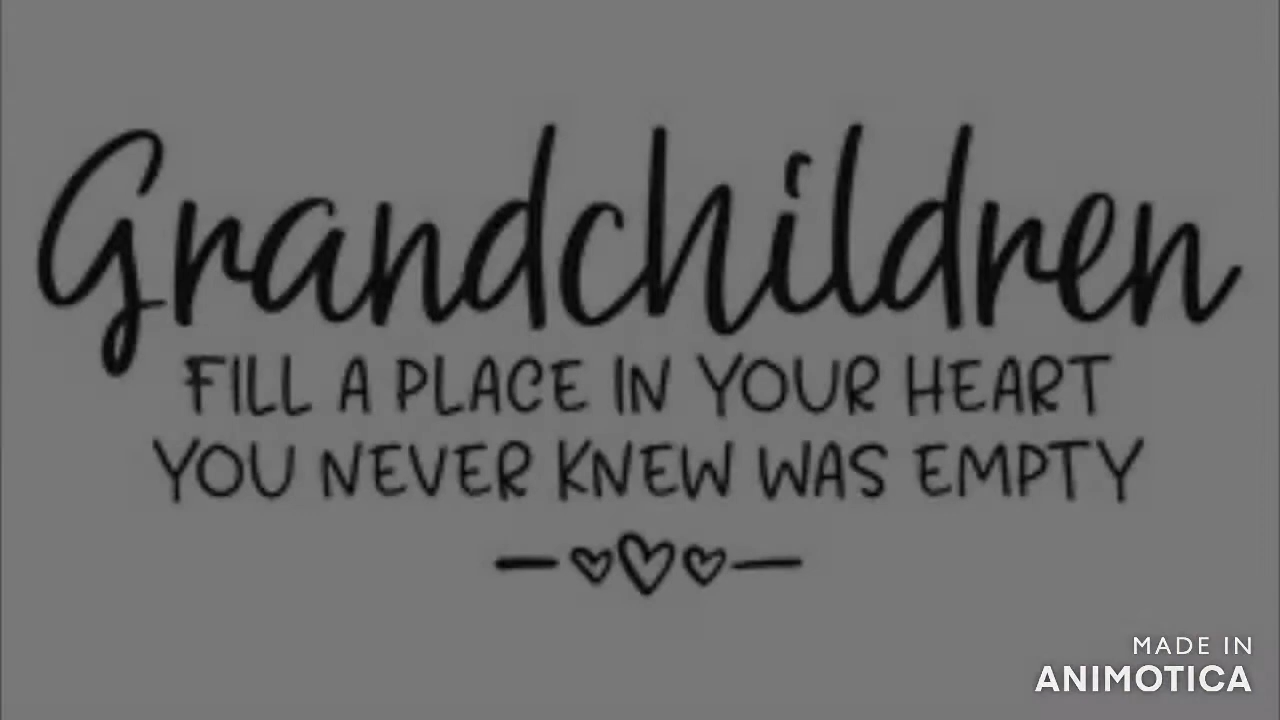 Grandchildren
FILL A PLACE IN YOUR HEART
YOU NEVER KNEW WAS EMPTY
MADE IN
ANIMOTICA